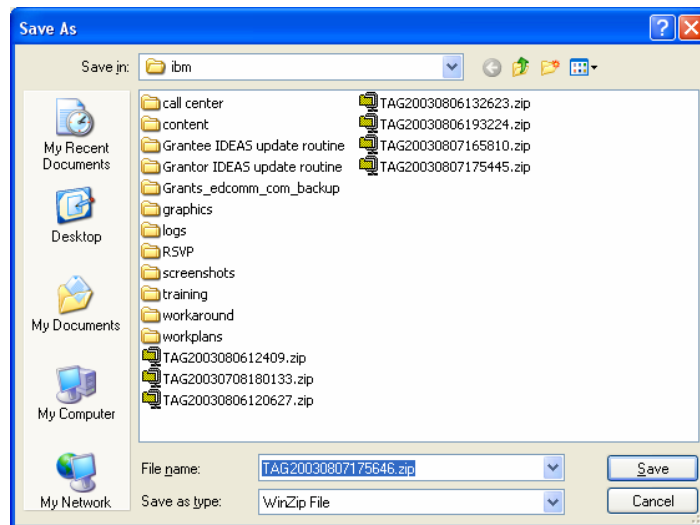 Save As
Save in:
ibm
My Recent
Documents
Desktop
My Documents
My Computer
My Network
call center
content
Grantee IDEAS update routine
Grantor IDEAS update routine
Grants_edcomm_com_backup
graphics
logs
RSVP
screenshots
training
workaround
workplans
TAG2003080612409.zip
TAG20030708180133.zip
TAG20030806120627.zip
TAG20030806132623.zip
TAG20030806193224.zip
TAG20030807165810.zip
TAG20030807175445.zip
File name:
TAG20030807175646.zip
Save
Save as type:
WinZip File
Cancel